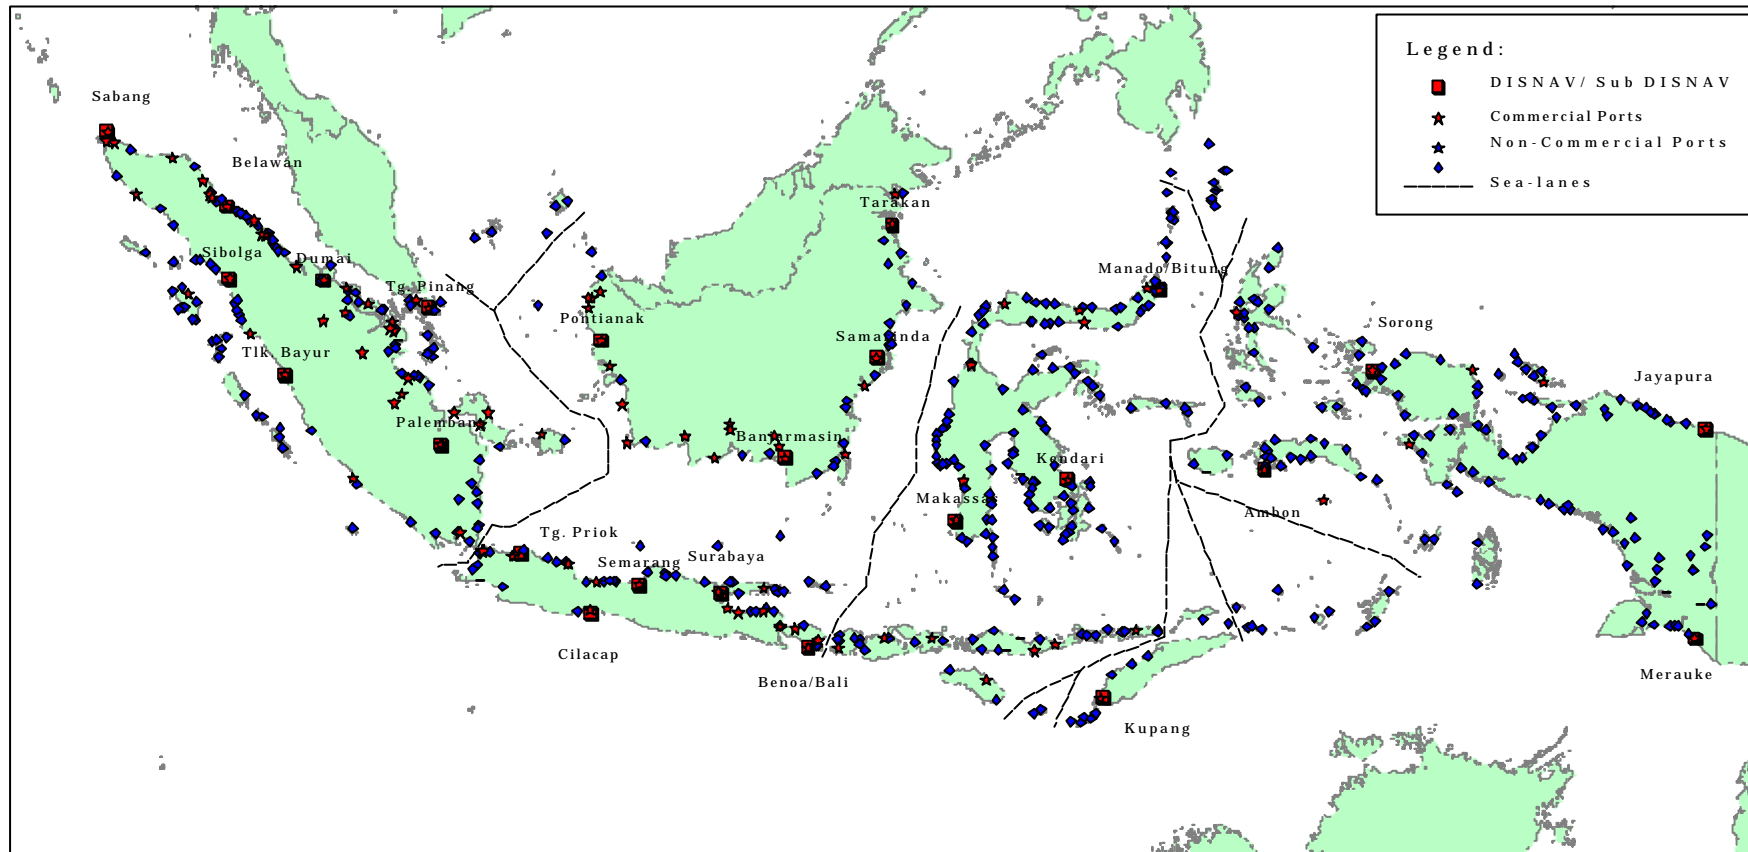 Legend:
DISNAV/ Sub DISNAV
Commercial Ports
Non-Commercial Ports
Sea-lanes
Sabang
Belawan
Tarakan
Sibolga
Dumai
Manado/Bitung
Tg. Pinang
Pontianak
Sorong
Samarinda
Tlk. Bayur
Jayapura
Palembang
Banjarmasin
Kendari
Makassar
Ambon
Tg. Priok
Semarang
Surabaya
Cilacap
Benoa/Bali
Merauke
Kupang